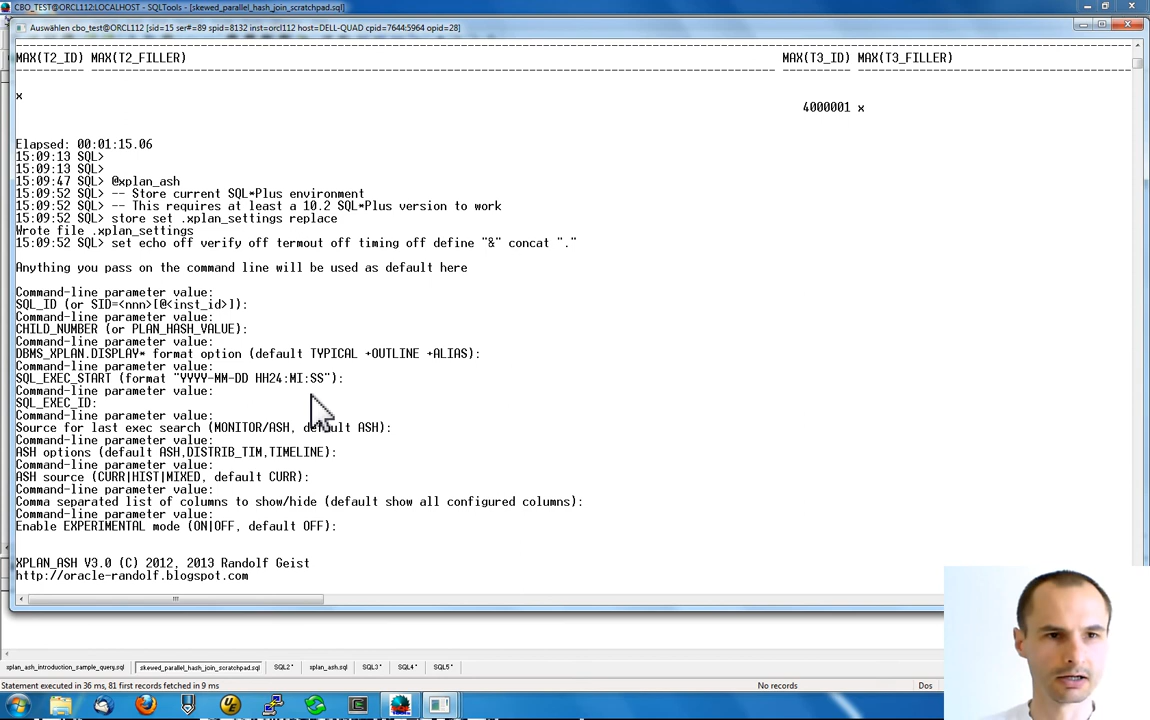 CBO_TEST@ORCL112:LOCALHOST - SQLTools - [skewed_parallel_hash_join_scratchpad.sql]
Auswählen cbo_test@ORCL112 [sid=15 ser#=89 spid=8132 inst=orcl112 host=DELL-QUAD cpid=7644:5964 opid=28]
MAX(T2_ID) MAX(T2_FILLER) MAX(T3_ID) MAX(T3_FILLER)
x
4000001 x
Elapsed: 00:01:15.06
15:09:13 SQL>
15:09:13 SQL>
15:09:47 SQL> @xplan_ash
15:09:52 SQL> -- Store current SQL*Plus environment
15:09:52 SQL> -- This requires at least a 10.2 SQL*Plus version to work
15:09:52 SQL> store set .xplan_settings replace
Wrote file .xplan_settings
15:09:52 SQL> set echo off verify off termout off timing off define "&" concat "."
Anything you pass on the command line will be used as default here
Command-line parameter value:
SQL_ID (or SID=<nnn>[@<inst_id>]):
Command-line parameter value:
CHILD_NUMBER (or PLAN_HASH_VALUE):
Command-line parameter value:
DBMS_XPLAN.DISPLAY* format option (default TYPICAL +OUTLINE +ALIAS):
Command-line parameter value:
SQL_EXEC_START (format "YYYY-MM-DD HH24:MI:SS"):
Command-line parameter value:
SQL_EXEC_ID:
Command-line parameter value:
Source for last exec search (MONITOR/ASH, default ASH):
Command-line parameter value:
ASH options (default ASH,DISTRIB_TIM,TIMELINE):
Command-line parameter value:
ASH source (CURR|HIST|MIXED, default CURR):
Command-line parameter value:
Comma separated list of columns to show/hide (default show all configured columns):
Command-line parameter value:
Enable EXPERIMENTAL mode (ON|OFF, default OFF):
XPLAN_ASH V3.0 (C) 2012, 2013 Randolf Geist
http://oracle-randolf.blogspot.com
xplan_ash_introduction_sample_query.sql skewed_parallel_hash_join_scratchpad.sql SQL2* xplan_ash.sql SQL3* SQL4* SQL5*
Statement executed in 36 ms, 81 first records fetched in 9 ms No records Dos